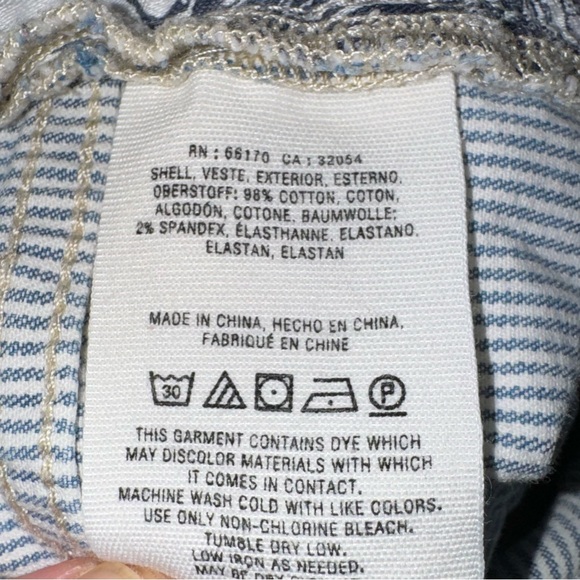 RN : 66170 CA : 32054
SHELL, VESTE, EXTERIOR, ESTERNO,
OBERSTOFF: 98% COTTON, COTON,
ALGODÓN, COTONE, BAUMWOLLE;
2% SPANDEX, ÉLASTHANNE, ELASTANO,
ELASTAN, ELASTAN
MADE IN CHINA, HECHO EN CHINA,
FABRIQUÉ EN CHINE
30 P
THIS GARMENT CONTAINS DYE WHICH
MAY DISCOLOR MATERIALS WITH WHICH
IT COMES IN CONTACT.
MACHINE WASH COLD WITH LIKE COLORS.
USE ONLY NON-CHLORINE BLEACH.
TUMBLE DRY LOW.
LOW IRON AS NEEDED.
MAY BE DRY